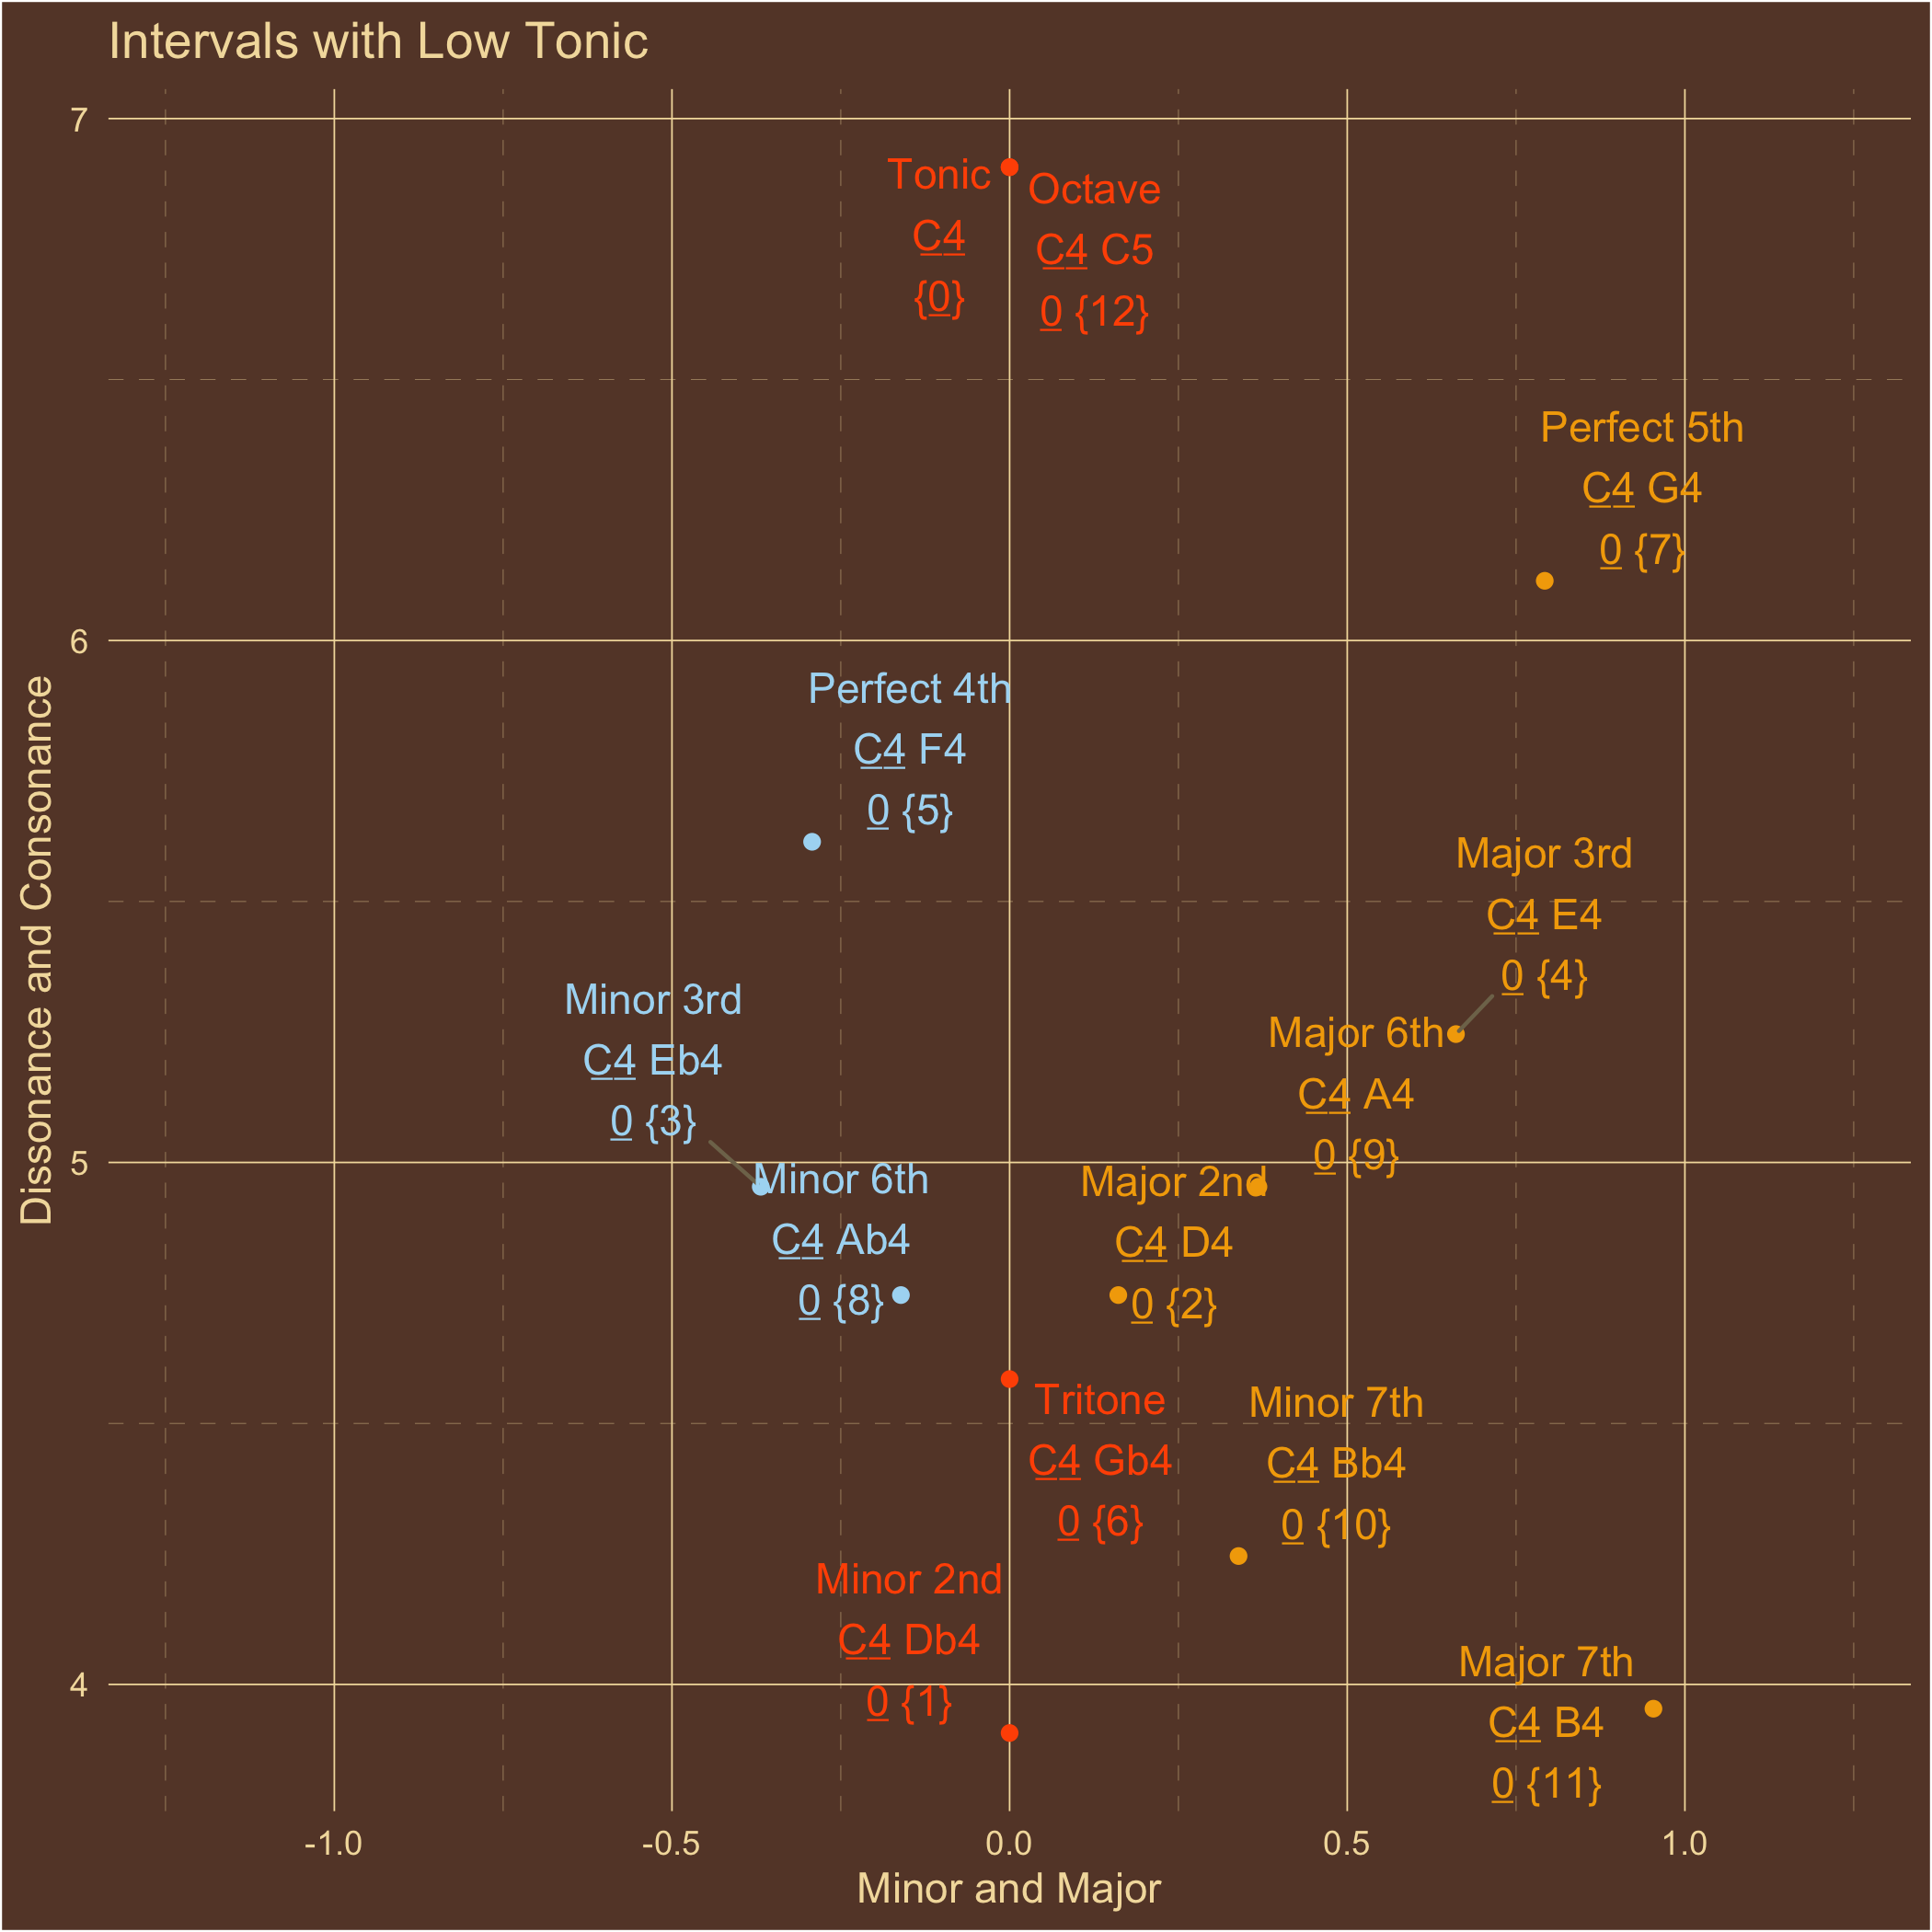 Intervals with Low Tonic
7
Tonic
C4
{0}
Octave
C4 C5
0 {12}
Perfect 5th
C4 G4
0 {7}
6
Perfect 4th
C4 F4
0 {5}
Major 3rd
C4 E4
0 {4}
Minor 3rd
C4 Eb4
0 {3}
Major 6th
C4 A4
0 {9}
5
Minor 6th
C4 Ab4
0 {8}
Major 2nd
C4 D4
0 {2}
Tritone
C4 Gb4
0 {6}
Minor 7th
C4 Bb4
0 {10}
Minor 2nd
C4 Db4
0 {1}
Major 7th
C4 B4
0 {11}
4
Dissonance and Consonance
-1.0
-0.5
0.0
0.5
1.0
Minor and Major